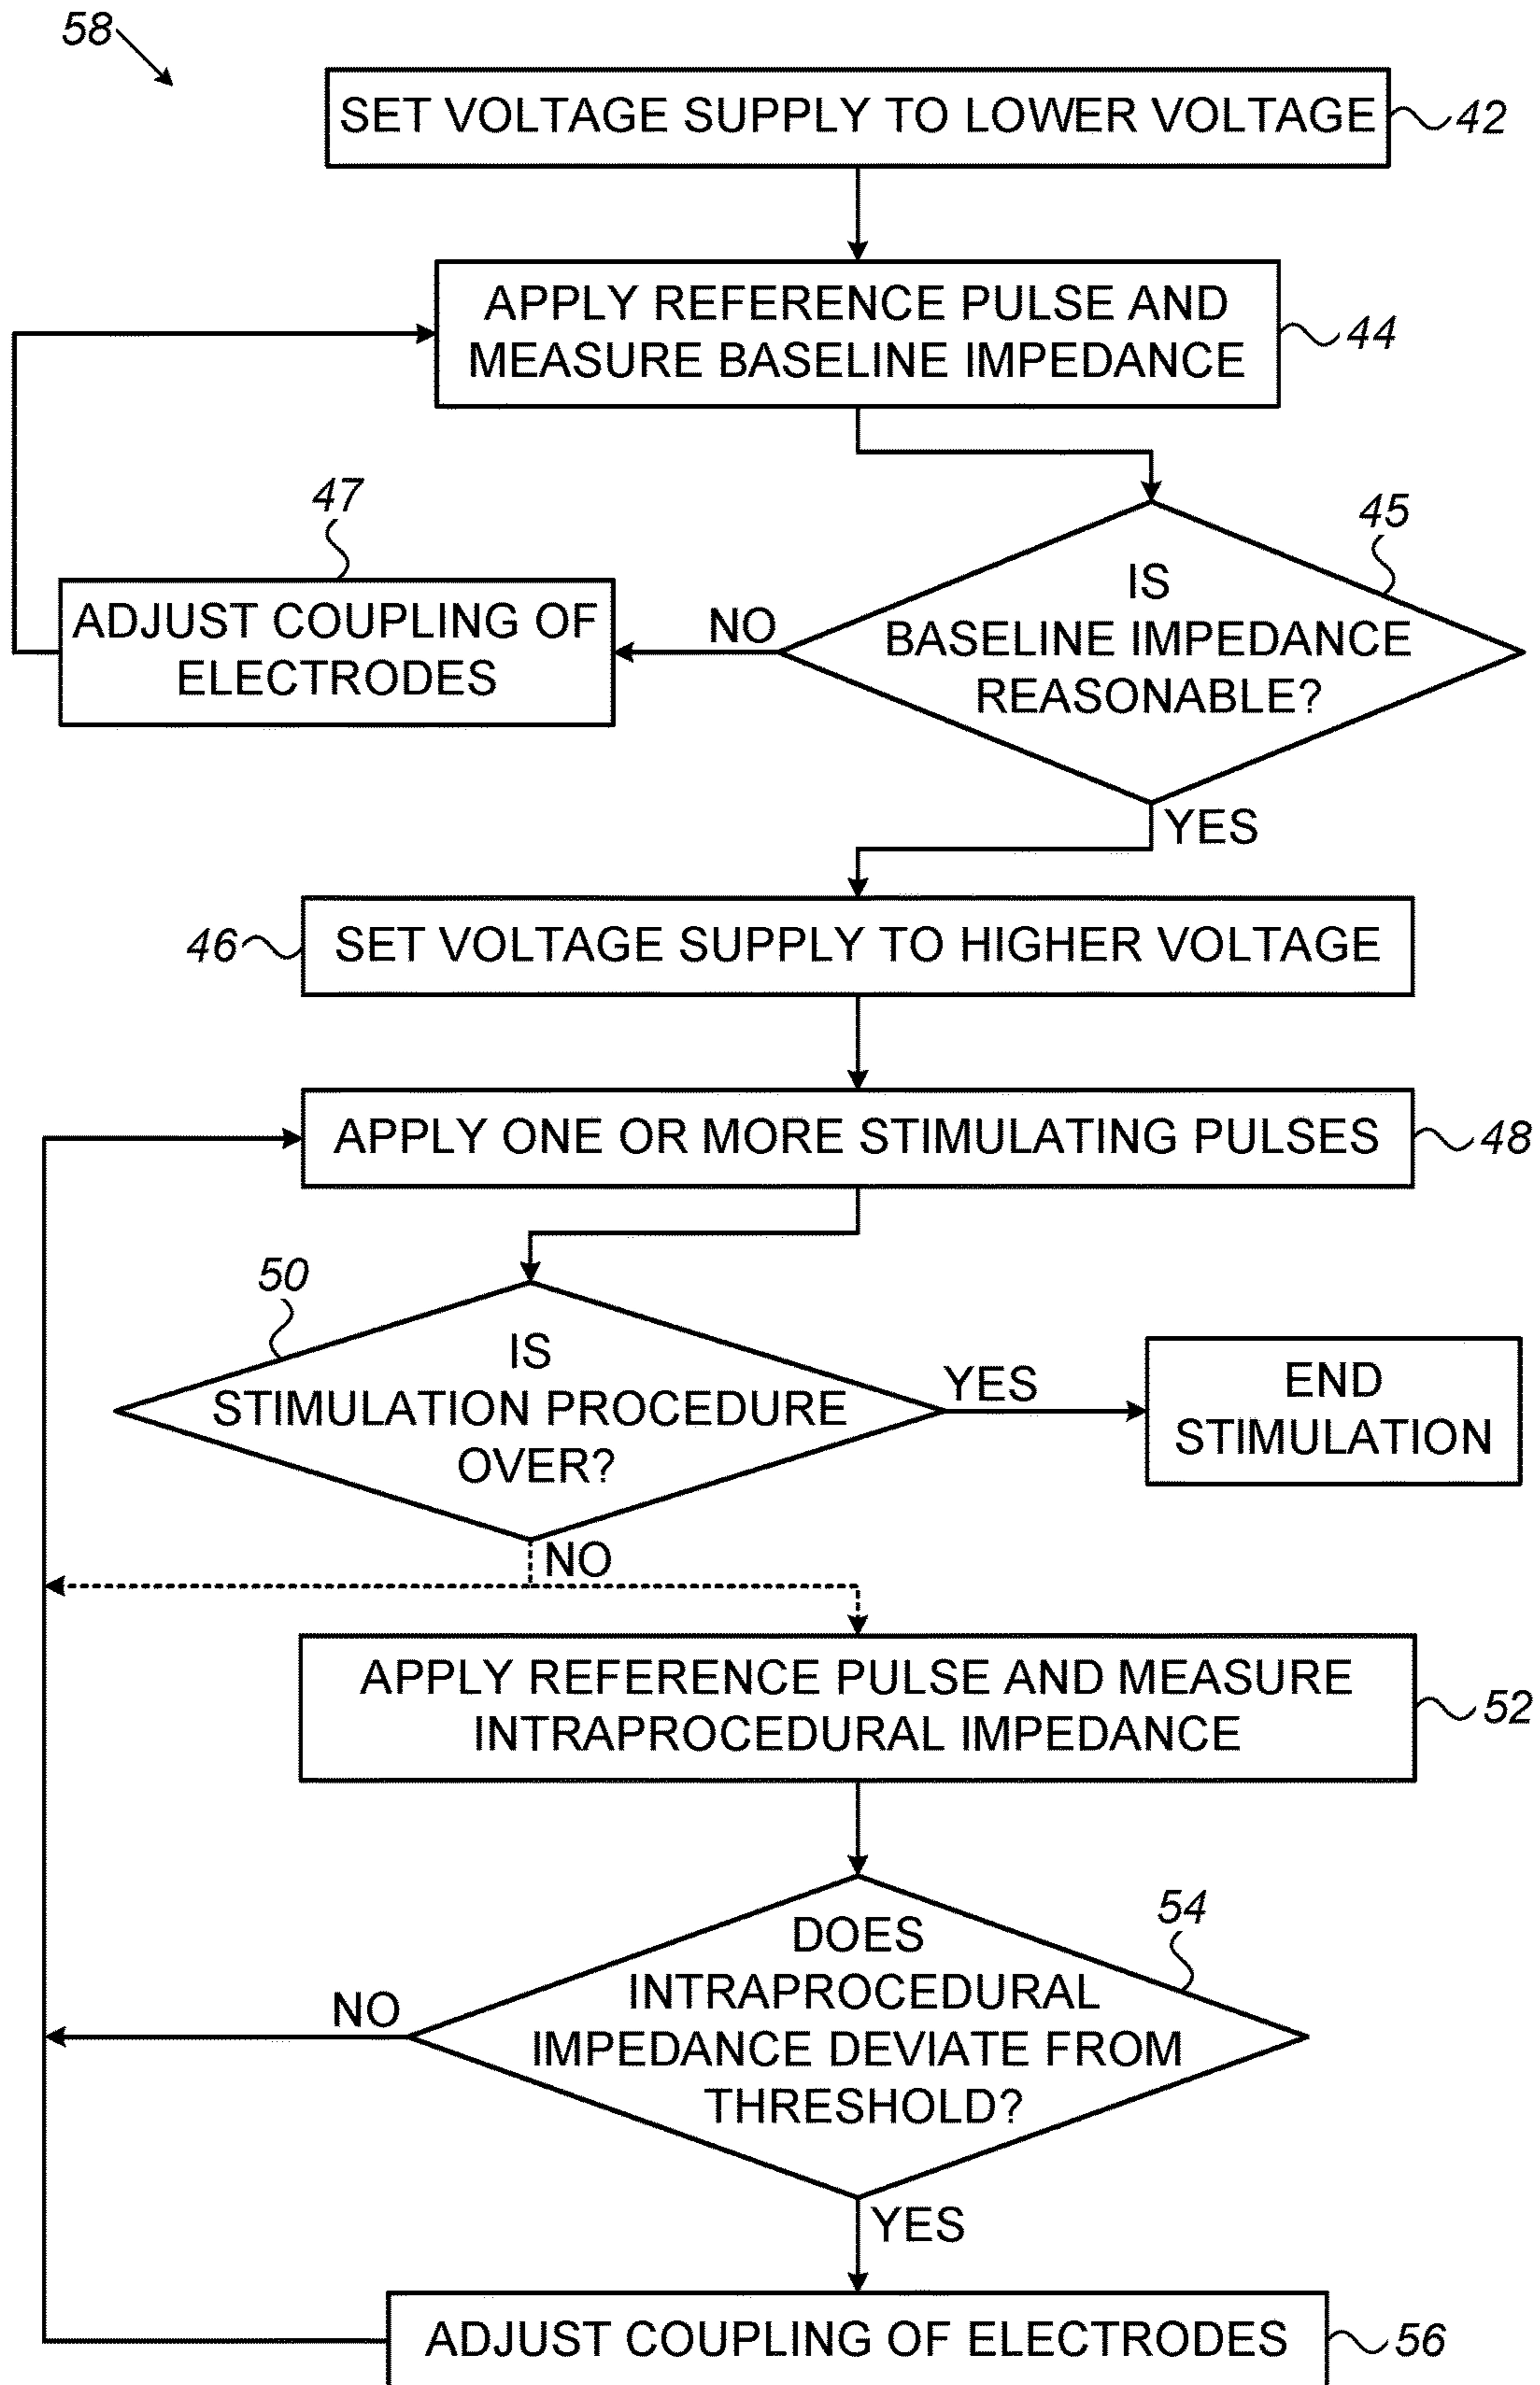 58
SET VOLTAGE SUPPLY TO LOWER VOLTAGE
42
APPLY REFERENCE PULSE AND
MEASURE BASELINE IMPEDANCE
44
47
45
ADJUST COUPLING OF
ELECTRODES
NO
IS
BASELINE IMPEDANCE
REASONABLE?
YES
46
SET VOLTAGE SUPPLY TO HIGHER VOLTAGE
APPLY ONE OR MORE STIMULATING PULSES
48
50
IS
STIMULATION PROCEDURE
OVER?
YES
END
STIMULATION
NO
APPLY REFERENCE PULSE AND MEASURE
INTRAPROCEDURAL IMPEDANCE
52
54
DOES
INTRAPROCEDURAL
IMPEDANCE DEVIATE FROM
THRESHOLD?
NO
YES
ADJUST COUPLING OF ELECTRODES
56